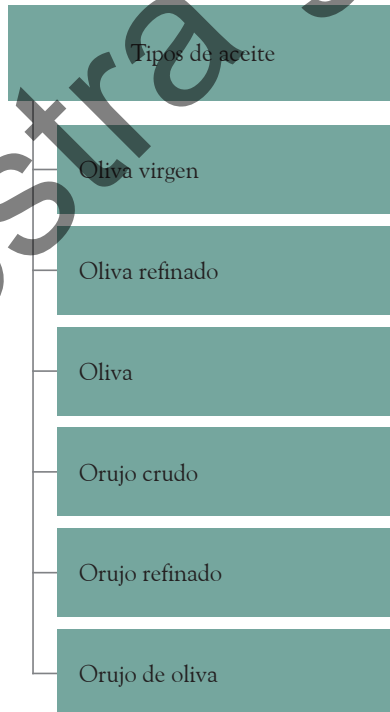 Tipos de aceite
Oliva virgen
Oliva refinado
Oliva
Orujo crudo
Orujo refinado
Orujo de oliva